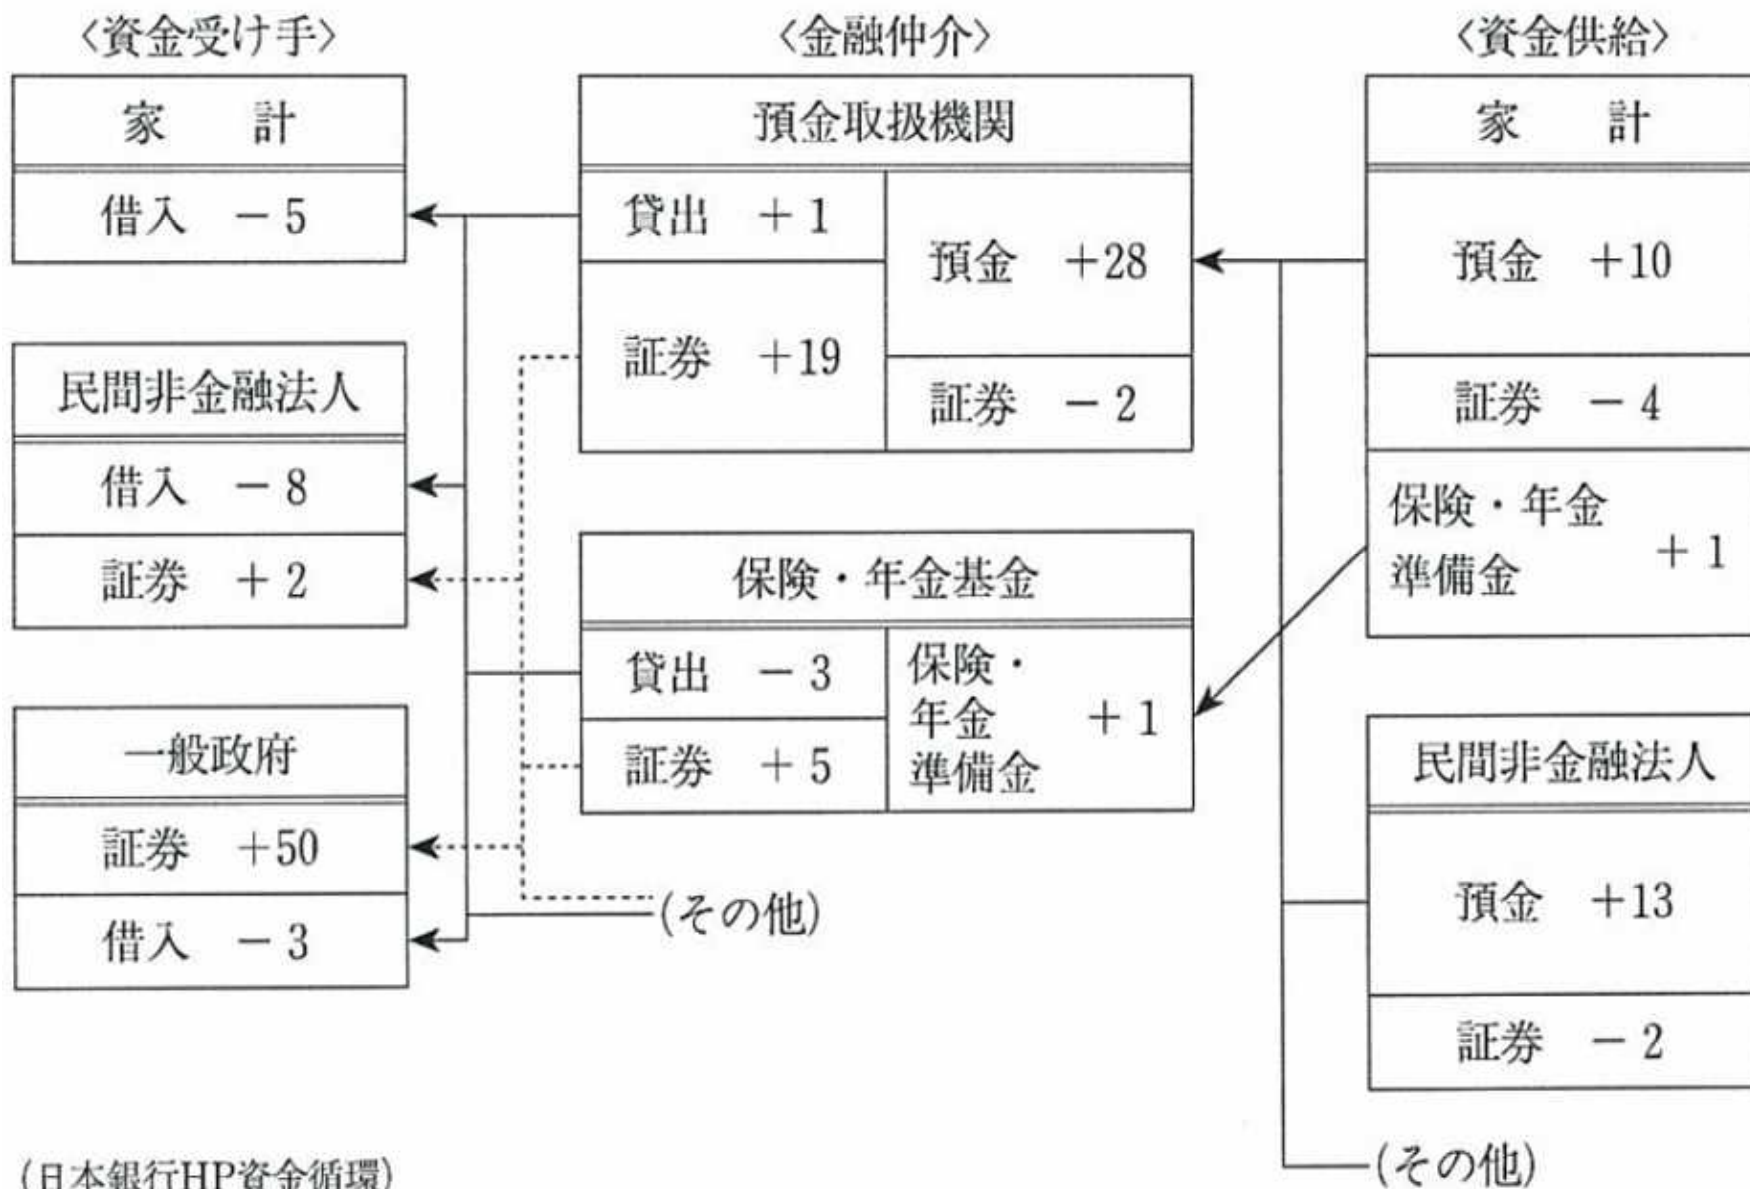 〈資金受け手〉
家 計
借入 －5
民間非金融法人
借入 －8
証券 ＋2
一般政府
証券 ＋50
借入 －3
〈金融仲介〉
預金取扱機関
貸出 ＋1
証券 ＋19
預金 ＋28
証券 －2
保険・年金基金
貸出 －3
証券 ＋5
保険・
年金 ＋1
準備金
(その他)
〈資金供給〉
家 計
預金 ＋10
証券 －4
保険・年金
準備金 ＋1
民間非金融法人
預金 ＋13
証券 －2
(その他)
(日本銀行HP資金循環)